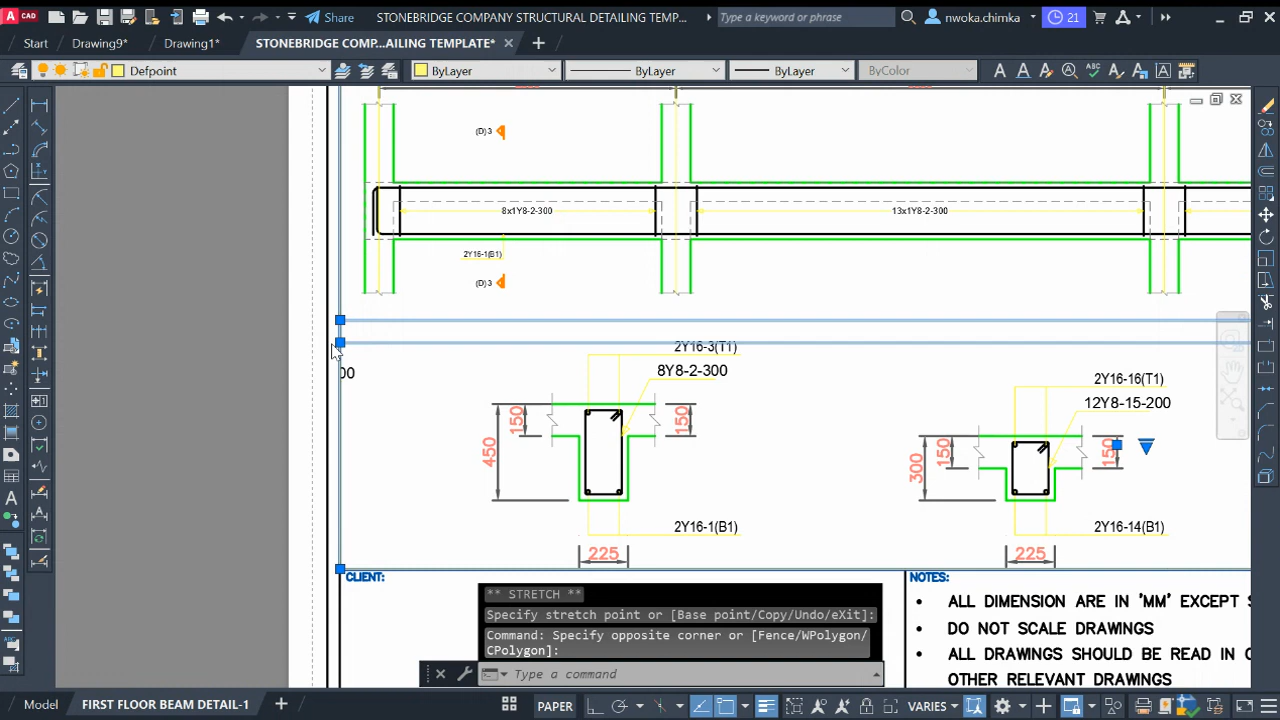 Share
STONEBRIDGE COMPANY STRUCTURAL DETAILING TEMP...
Type a keyword or phrase
nwoka.chimka
21
CAD
Start
Drawing9*
Drawing1*
STONEBRIDGE COMP...AILING TEMPLATE*
Defpoint
ByLayer
ByLayer
ByLayer
ByColor
(D)3
8x1Y8-2-300
13x1Y8-2-300
2Y16-1(B1)
(D)3
2Y16-3(T1)
8Y8-2-300
00
2Y16-16(T1)
12Y8-15-200
150
150
450
150
150
300
2Y16-1(B1)
2Y16-14(B1)
225
225
CLIENT:
NOTES:
• ALL DIMENSION ARE IN 'MM' EXCEPT S
• DO NOT SCALE DRAWINGS
• ALL DRAWINGS SHOULD BE READ IN C
OTHER RELEVANT DRAWINGS
** STRETCH **
Specify stretch point or [Base point/Copy/Undo/eXit]:
Command: Specify opposite corner or [Fence/WPolygon/
CPolygon]:
Type a command
Model
FIRST FLOOR BEAM DETAIL-1
PAPER
VARIES